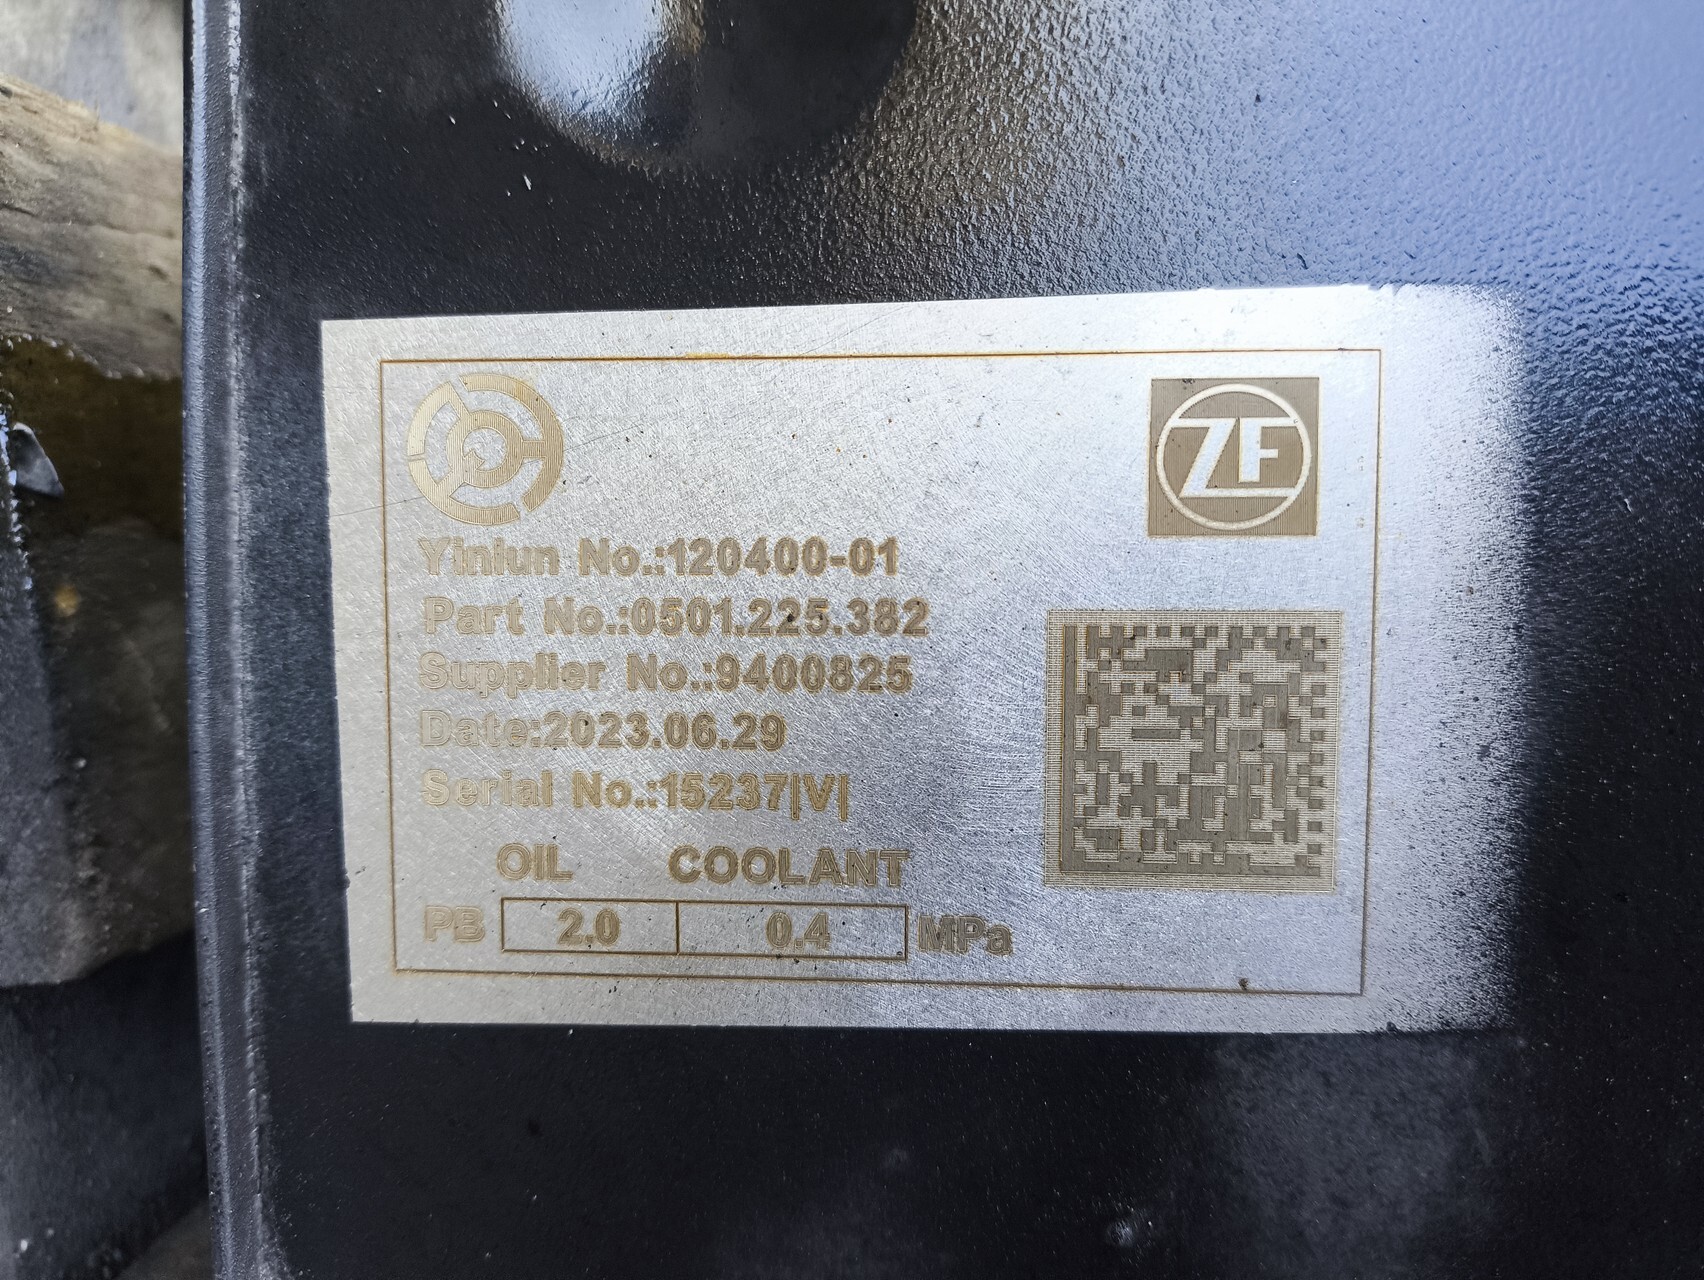 ZF
Yinlun No.:120400-01
Part No.:0501.225.382
Supplier No.:9400825
Date:2023.06.29
Serial No.:15237|V|
OIL COOLANT
PB 2.0 0.4 MPa